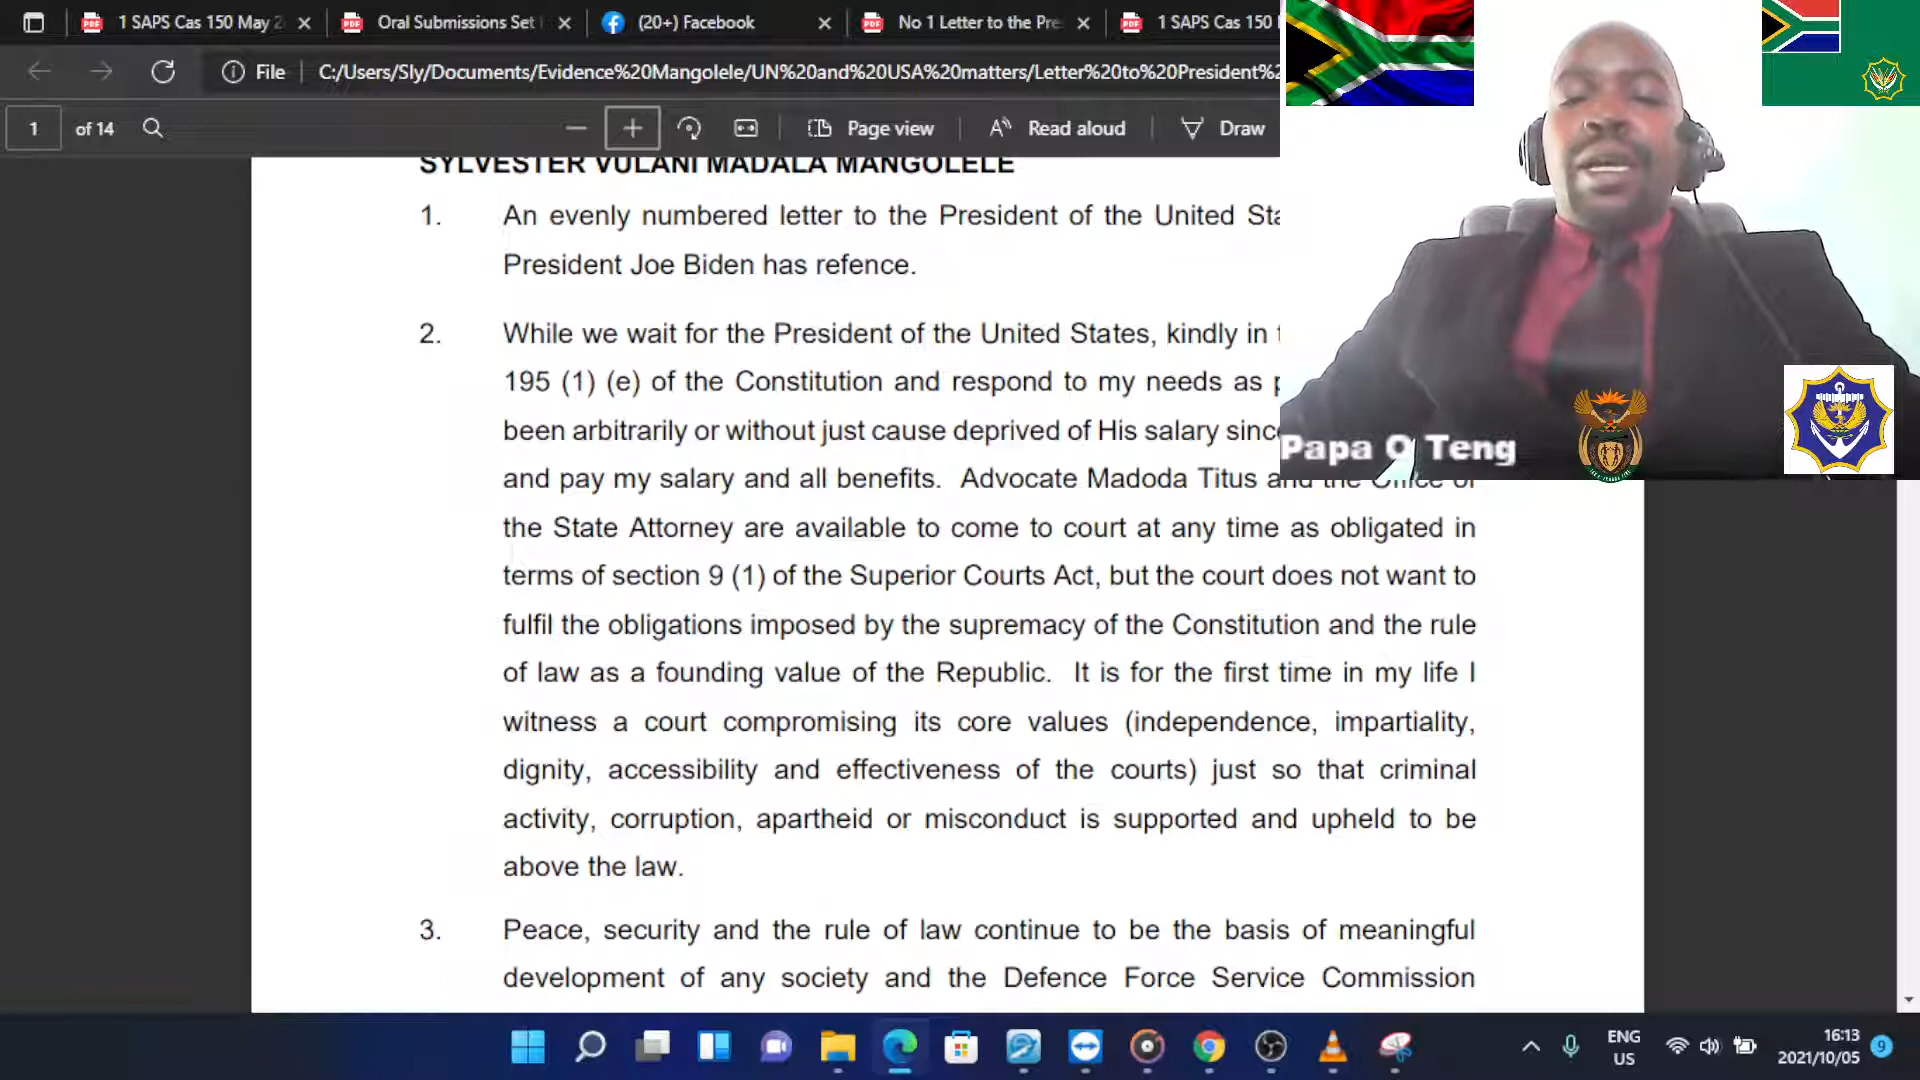 1 SAPS Cas 150 May 2
Oral Submissions Set
(20+) Facebook
No 1 Letter to the Pre
1 SAPS Cas 150
File
C:/Users/Sly/Documents/Evidence%20Mangolele/UN%20and%20USA%20matters/Letter%20to%20President%2
1 of 14
Page view
Read aloud
Draw
SYLVESTER VULANI MADALA MANGOLELE
1. An evenly numbered letter to the President of the United Sta
President Joe Biden has refence.
2. While we wait for the President of the United States, kindly in
195 (1) (e) of the Constitution and respond to my needs as
been arbitrarily or without just cause deprived of His salary since
and pay my salary and all benefits. Advocate Madoda Titus and the Office of
the State Attorney are available to come to court at any time as obligated in
terms of section 9 (1) of the Superior Courts Act, but the court does not want to
fulfil the obligations imposed by the supremacy of the Constitution and the rule
of law as a founding value of the Republic. It is for the first time in my life I
witness a court compromising its core values (independence, impartiality,
dignity, accessibility and effectiveness of the courts) just so that criminal
activity, corruption, apartheid or misconduct is supported and upheld to be
above the law.
3. Peace, security and the rule of law continue to be the basis of meaningful
development of any society and the Defence Force Service Commission
Papa O Teng
ENG
US
16:13
2021/10/05
9